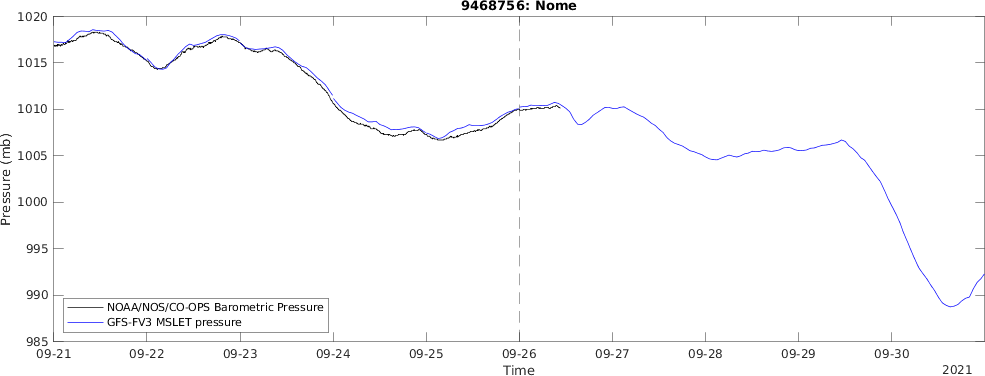 9468756: Nome
1020
1015
1010
1005
1000
995
990
985
Pressure (mb)
NOAA/NOS/CO-OPS Barometric Pressure
GFS-FV3 MSLET pressure
09-21 09-22 09-23 09-24 09-25 09-26 09-27 09-28 09-29 09-30
Time
2021